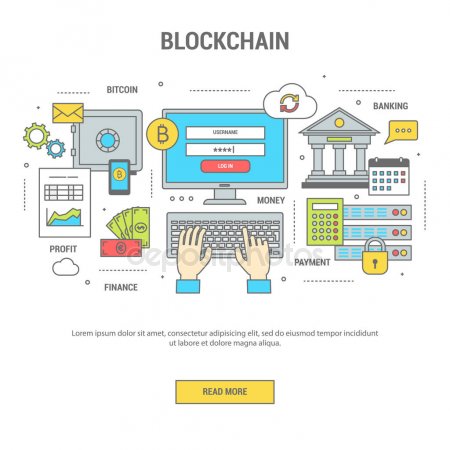 BLOCKCHAIN
BITCOIN
BANKING
USERNAME
****|
LOG IN
MONEY
PROFIT
PAYMENT
FINANCE
depositphotos
Lorem ipsum dolor sit amet, consectetur adipisicing elit, sed do eiusmod tempor incididunt ut labore et dolore magna aliqua.
READ MORE